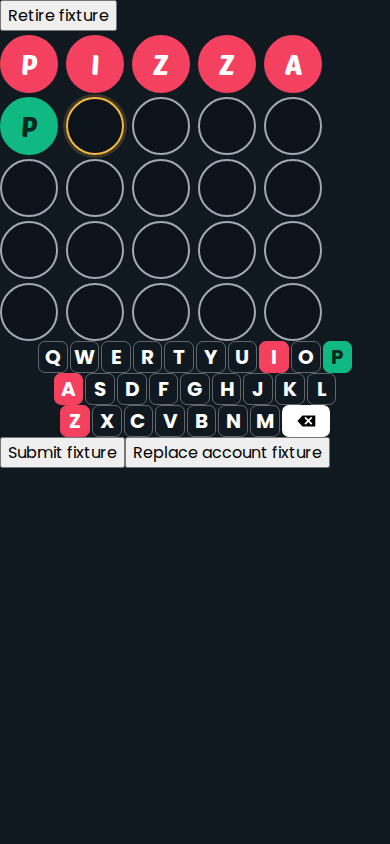 Retire fixture
P I Z Z A
P
Q W E R T Y U I O P
A S D F G H J K L
Z X C V B N M
Submit fixture Replace account fixture